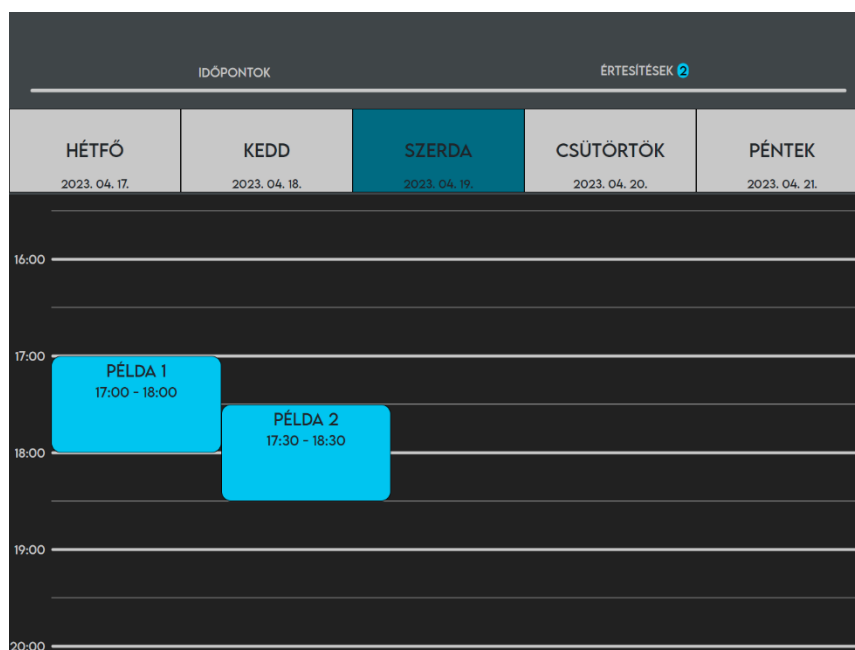 IDŐPONTOK
ÉRTESÍTÉSEK 2
HÉTFŐ
2023. 04. 17.
KEDD
2023. 04. 18.
SZERDA
2023. 04. 19.
CSÜTÖRTÖK
2023. 04. 20.
PÉNTEK
2023. 04. 21.
16:00
17:00
PÉLDA 1
17:00 - 18:00
PÉLDA 2
17:30 - 18:30
18:00
19:00
20:00